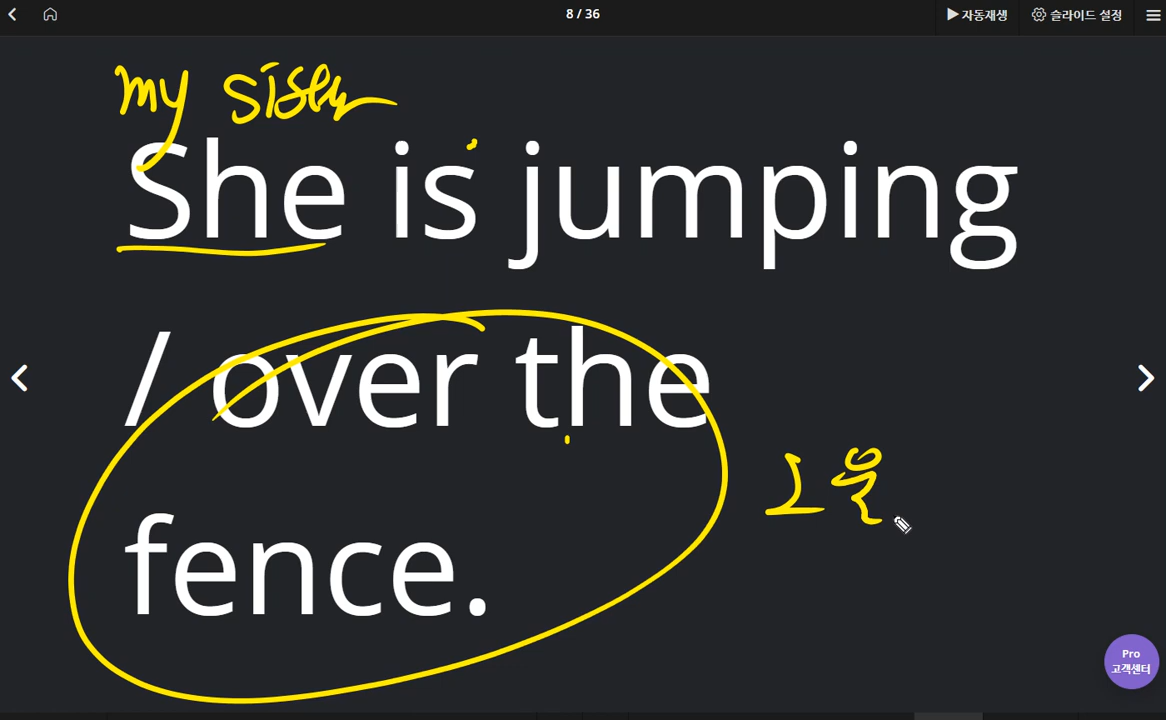 8 / 36
자동재생
슬라이드 설정
my sister
She is jumping
/ over the
fence.
Pro
고객센터